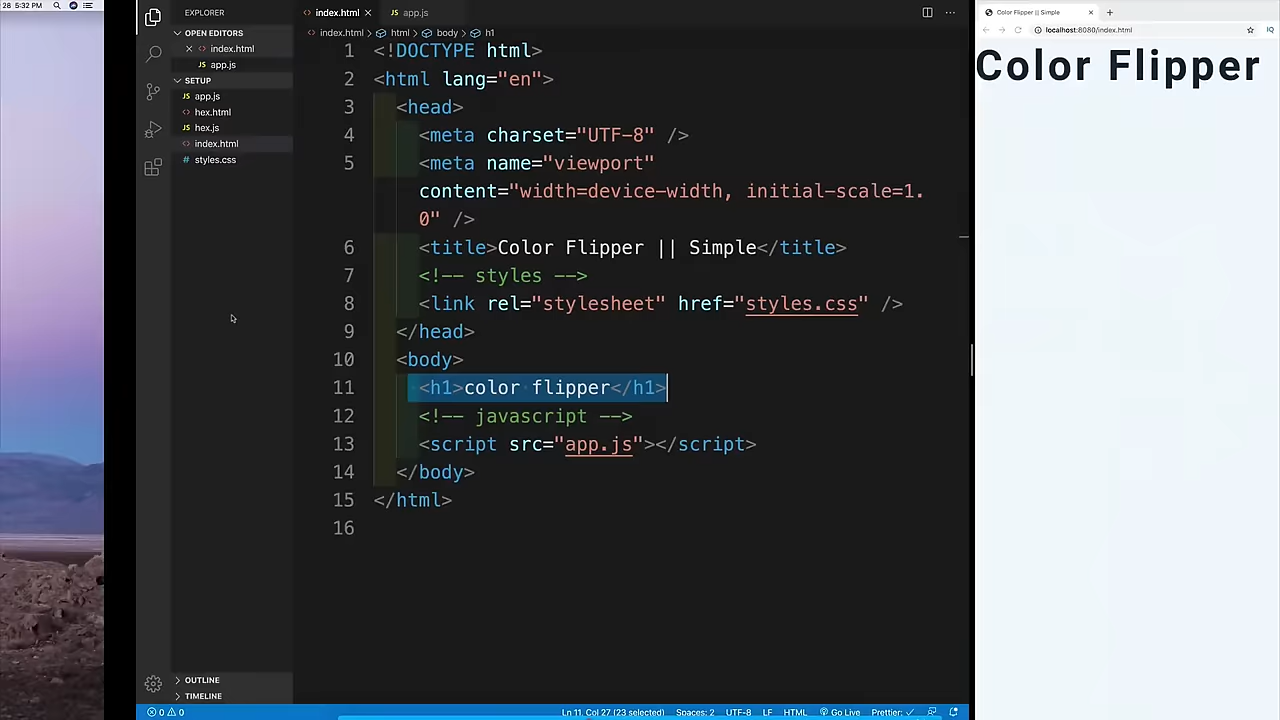 28 5:32 PM
EXPLORER
OPEN EDITORS
index.html
app.js
SETUP
app.js
hex.html
hex.js
index.html
styles.css
OUTLINE
TIMELINE
index.html
app.js
index.html > html > body > h1
1 <!DOCTYPE html>
2 <html lang="en">
3 <head>
4 <meta charset="UTF-8" />
5 <meta name="viewport"
content="width=device-width, initial-scale=1.
0" />
6 <title>Color Flipper || Simple</title>
7 <!-- styles -->
8 <link rel="stylesheet" href="styles.css" />
9 </head>
10 <body>
11 <h1>color flipper</h1>
12 <!-- javascript -->
13 <script src="app.js"></script>
14 </body>
15 </html>
16
0 0
Ln 11, Col 27 (23 selected) Spaces: 2 UTF-8 LF HTML Go Live Prettier: ✓
Color Flipper || Simple
localhost:8080/index.html
Color Flipper